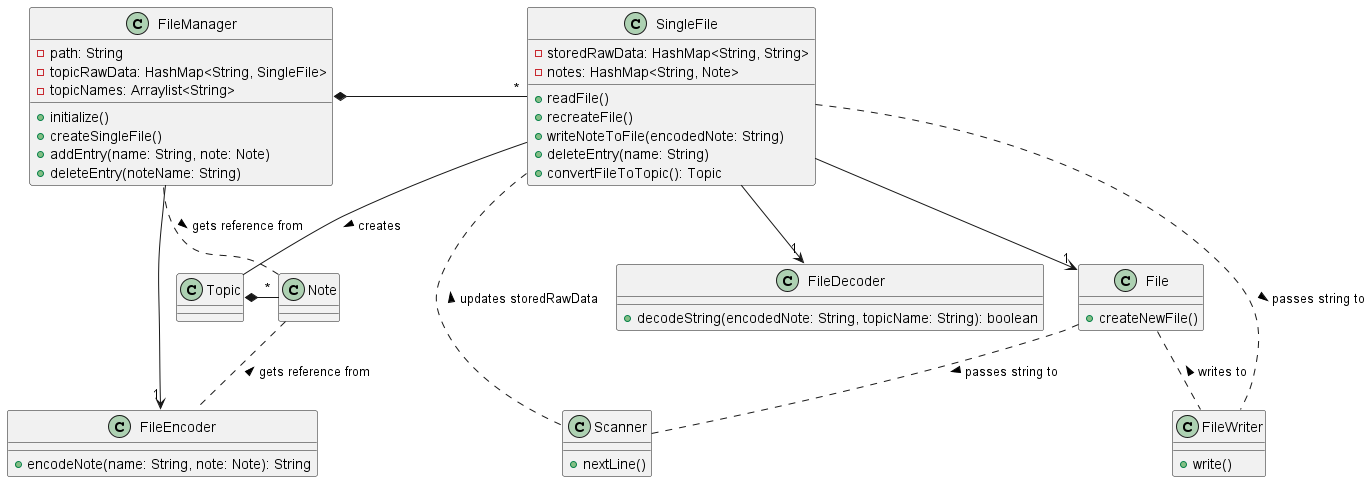 C FileManager
path: String
topicRawData: HashMap<String, SingleFile>
topicNames: Arraylist<String>
initialize()
createSingleFile()
addEntry(name: String, note: Note)
deleteEntry(noteName: String)
*
C SingleFile
storedRawData: HashMap<String, String>
notes: HashMap<String, Note>
readFile()
recreateFile()
writeNoteToFile(encodedNote: String)
deleteEntry(name: String)
convertFileToTopic(): Topic
gets reference from
creates
C Topic
*
C Note
updates storedRawData
1
C FileDecoder
decodeString(encodedNote: String, topicName: String): boolean
1
C File
createNewFile()
passes string to
gets reference from
passes string to
writes to
1
C FileEncoder
encodeNote(name: String, note: Note): String
C Scanner
nextLine()
C FileWriter
write()